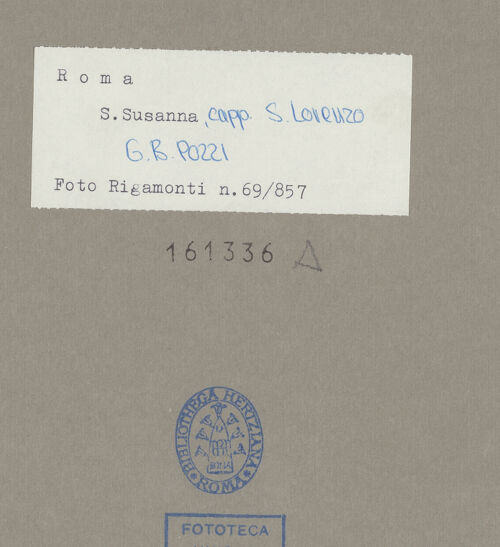 Roma
S.Susanna, capp. S. Lorenzo
G.B. POZZI
Foto Rigamonti n.69/857
161336 Δ
BIBLIOTHECA HERTZIANA
ROMA
FOTOTECA